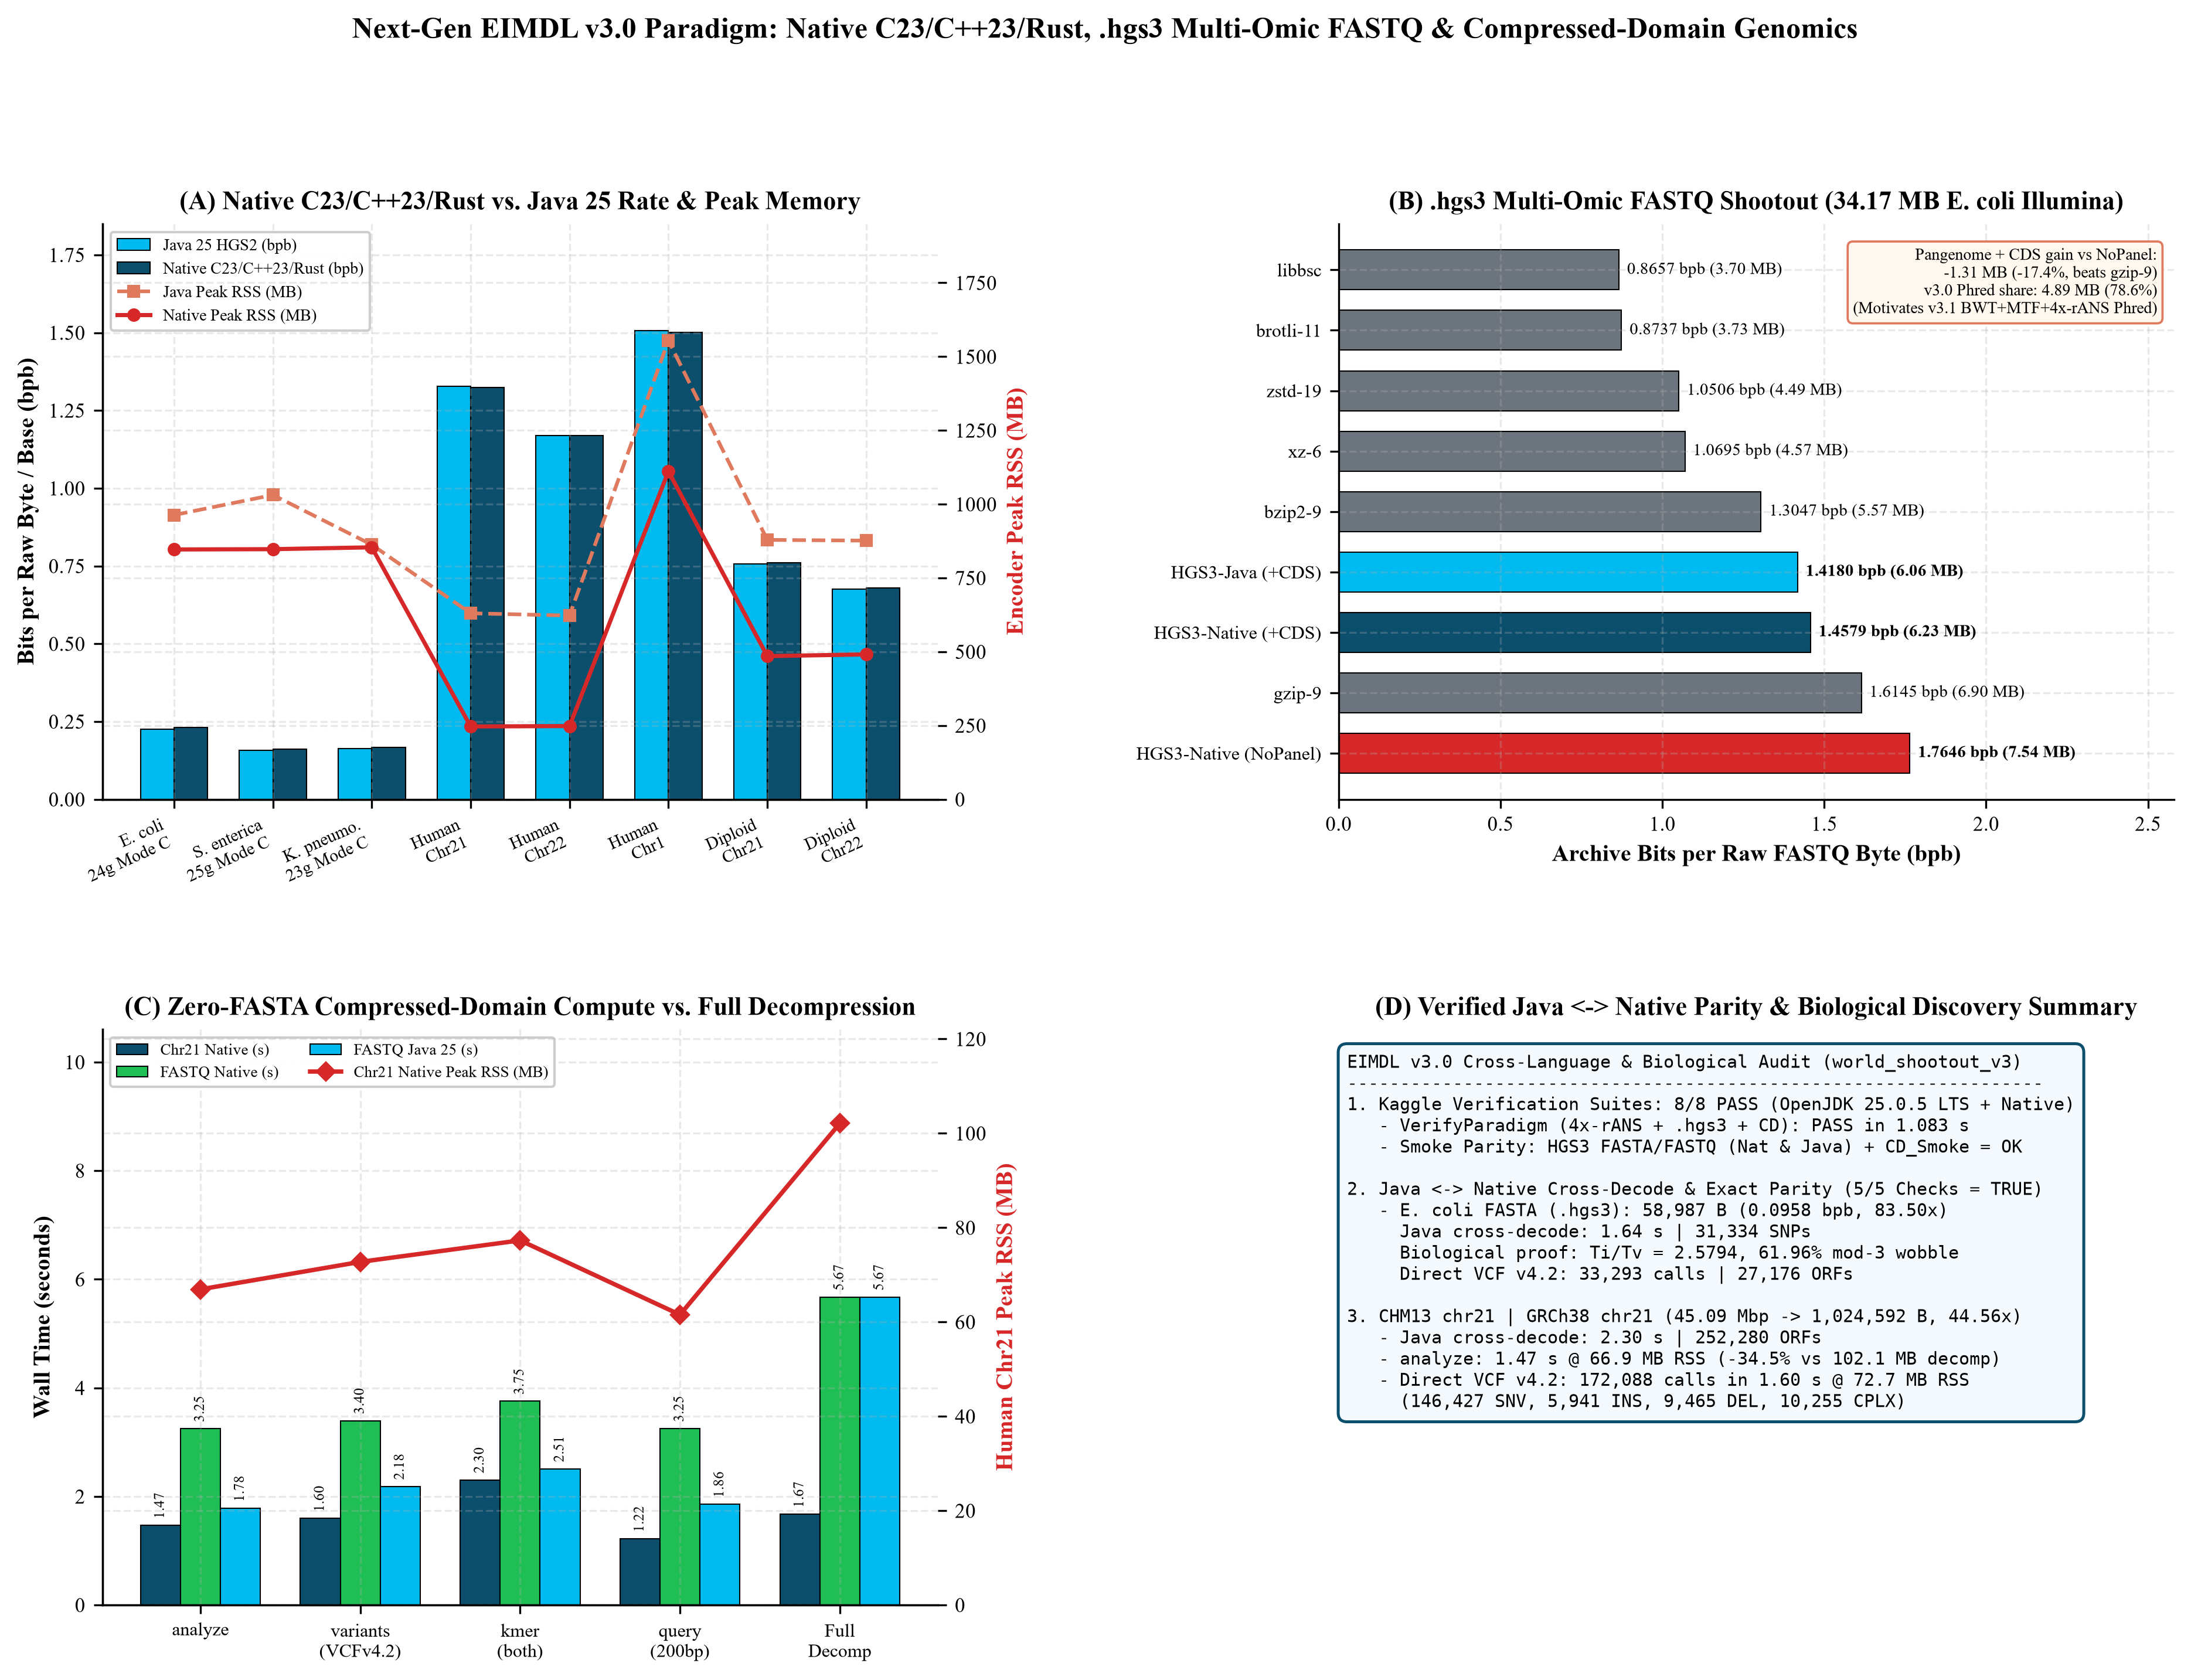 Next-Gen EIMDL v3.0 Paradigm: Native C23/C++23/Rust, .hgs3 Multi-Omic FASTQ & Compressed-Domain Genomics
(A) Native C23/C++23/Rust vs. Java 25 Rate & Peak Memory
Java 25 HGS2 (bpb)
Native C23/C++23/Rust (bpb)
Java Peak RSS (MB)
Native Peak RSS (MB)
Bits per Raw Byte / Base (bpb)
1.75
1.50
1.25
1.00
0.75
0.50
0.25
0.00
Encoder Peak RSS (MB)
1750
1500
1250
1000
750
500
250
0
E. coli
24g Mode C
S. enterica
25g Mode C
K. pneumo.
23g Mode C
Human
Chr21
Human
Chr22
Human
Chr1
Diploid
Chr21
Diploid
Chr22
(B) .hgs3 Multi-Omic FASTQ Shootout (34.17 MB E. coli Illumina)
Pangenome + CDS gain vs NoPanel:
-1.31 MB (-17.4%, beats gzip-9)
v3.0 Phred share: 4.89 MB (78.6%)
(Motivates v3.1 BWT+MTF+4x-rANS Phred)
libbsc 0.8657 bpb (3.70 MB)
brotli-11 0.8737 bpb (3.73 MB)
zstd-19 1.0506 bpb (4.49 MB)
xz-6 1.0695 bpb (4.57 MB)
bzip2-9 1.3047 bpb (5.57 MB)
HGS3-Java (+CDS) 1.4180 bpb (6.06 MB)
HGS3-Native (+CDS) 1.4579 bpb (6.23 MB)
gzip-9 1.6145 bpb (6.90 MB)
HGS3-Native (NoPanel) 1.7646 bpb (7.54 MB)
0.0 0.5 1.0 1.5 2.0 2.5
Archive Bits per Raw FASTQ Byte (bpb)
(C) Zero-FASTA Compressed-Domain Compute vs. Full Decompression
Chr21 Native (s)
FASTQ Native (s)
FASTQ Java 25 (s)
Chr21 Native Peak RSS (MB)
Wall Time (seconds)
10
8
6
4
2
0
Human Chr21 Peak RSS (MB)
120
100
80
60
40
20
0
1.47 3.25 1.78
1.60 3.40 2.18
2.30 3.75 2.51
1.22 3.25 1.86
1.67 5.67 5.67
analyze
variants
(VCFv4.2)
kmer
(both)
query
(200bp)
Full
Decomp
(D) Verified Java <-> Native Parity & Biological Discovery Summary
EIMDL v3.0 Cross-Language & Biological Audit (world_shootout_v3)
-----------------------------------------------------------------
1. Kaggle Verification Suites: 8/8 PASS (OpenJDK 25.0.5 LTS + Native)
- VerifyParadigm (4x-rANS + .hgs3 + CD): PASS in 1.083 s
- Smoke Parity: HGS3 FASTA/FASTQ (Nat & Java) + CD_Smoke = OK
2. Java <-> Native Cross-Decode & Exact Parity (5/5 Checks = TRUE)
- E. coli FASTA (.hgs3): 58,987 B (0.0958 bpb, 83.50x)
Java cross-decode: 1.64 s | 31,334 SNPs
Biological proof: Ti/Tv = 2.5794, 61.96% mod-3 wobble
Direct VCF v4.2: 33,293 calls | 27,176 ORFs
3. CHM13 chr21 | GRCh38 chr21 (45.09 Mbp -> 1,024,592 B, 44.56x)
- Java cross-decode: 2.30 s | 252,280 ORFs
- analyze: 1.47 s @ 66.9 MB RSS (-34.5% vs 102.1 MB decomp)
- Direct VCF v4.2: 172,088 calls in 1.60 s @ 72.7 MB RSS
(146,427 SNV, 5,941 INS, 9,465 DEL, 10,255 CPLX)